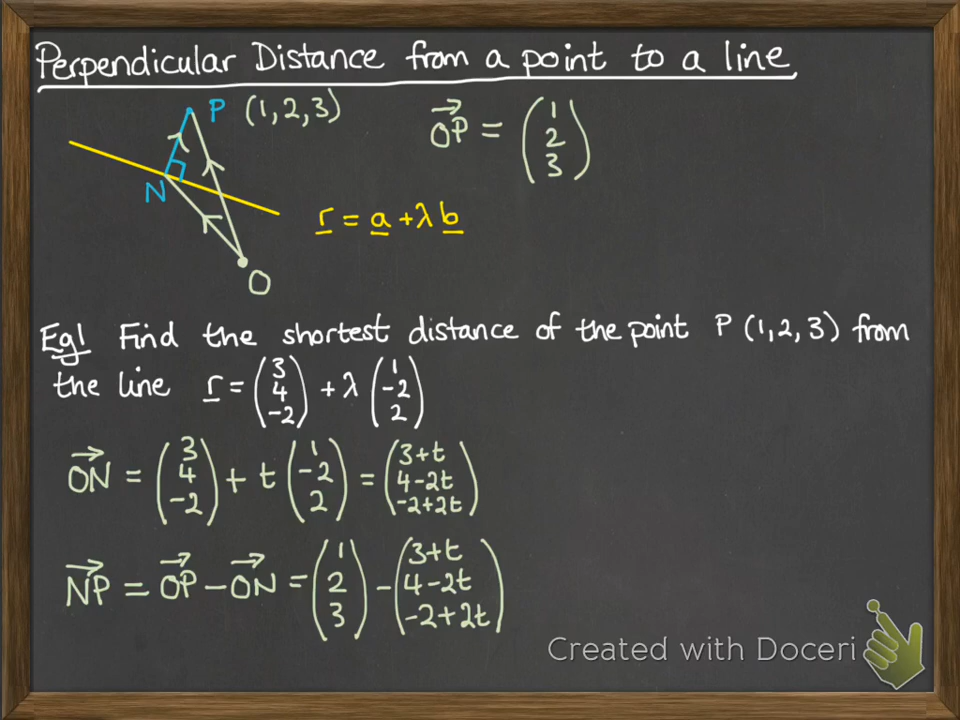 Perpendicular Distance from a point to a line
P (1,2,3) →OP = (1 2 3)
N
r = a + λ b
O
Eg1 Find the shortest distance of the point P (1,2,3) from
the line r = (3 4 -2) + λ (1 -2 2)
→ON = (3 4 -2) + t (1 -2 2) = (3+t 4-2t -2+2t)
→NP = →OP - →ON = (1 2 3) - (3+t 4-2t -2+2t)
Created with Doceri